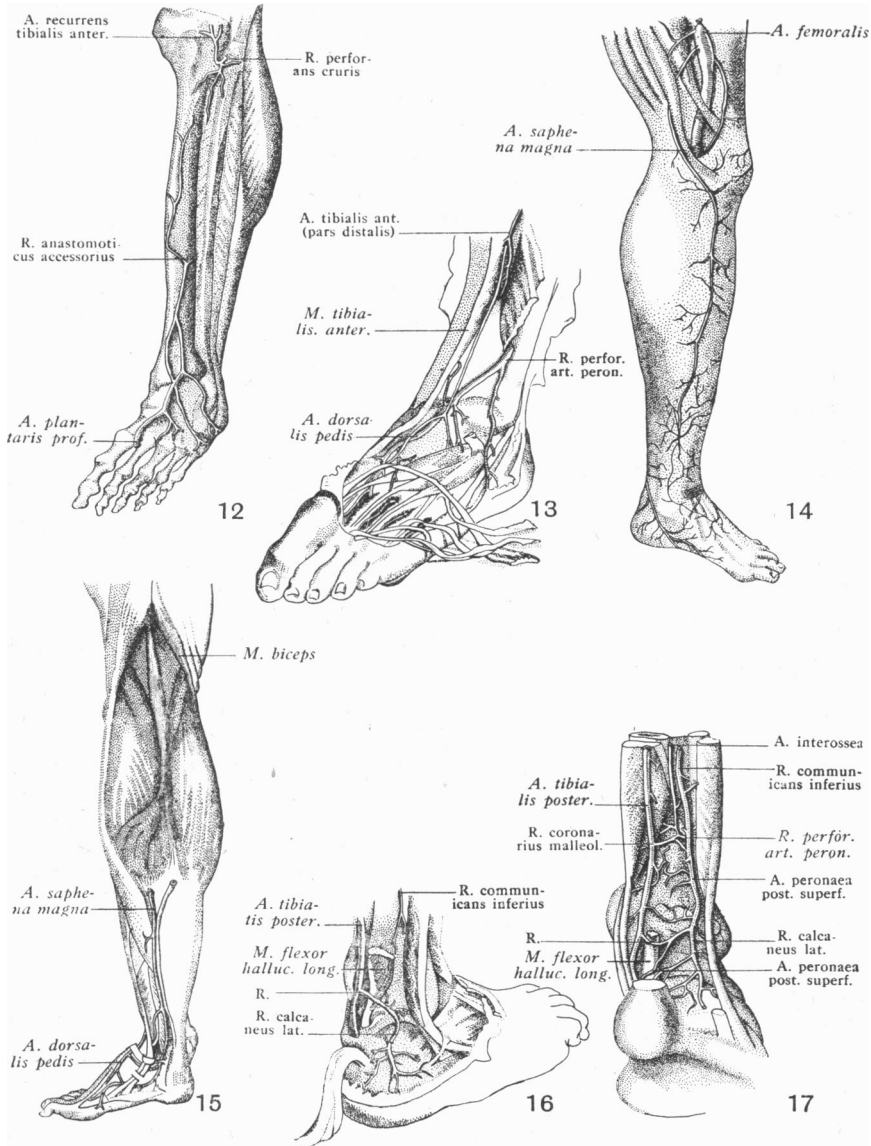 A. recurrens
tibialis anter.
R. perfor-
ans cruris
R. anastomoti-
cus accessorius
A. plan-
taris prof.
12
A. tibialis ant.
(pars distalis)
M. tibia-
lis. anter.
R. perfor.
art. peron.
A. dorsa-
lis pedis
13
A. femoralis
A. saphe-
na magna
14
M. biceps
A. saphe-
na magna
A. dorsa-
lis pedis
15
R. commun-
icans inferius
A. tibia-
tis poster.
M. flexor
halluc. long.
R.
R. calca-
neus lat.
16
A. interossea
R. commun-
icans inferius
A. tibia-
lis poster.
R. corona-
rius malleol.
R. perfor.
art. peron.
A. peronaea
post. superf.
R.
M. flexor
halluc. long.
R. calca-
neus lat.
A. peronaea
post. superf.
17